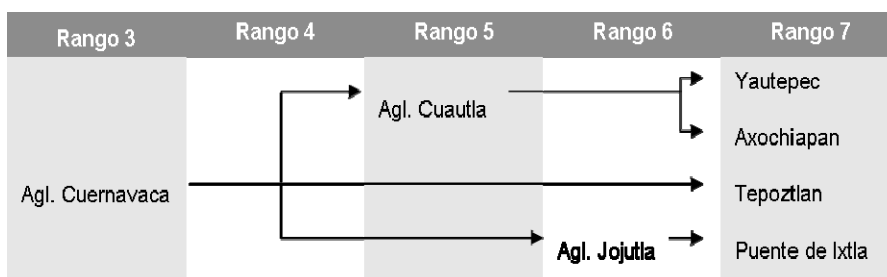 Rango 3 Rango 4 Rango 5 Rango 6 Rango 7
Yautepec
Agl. Cuautla
Axochiapan
Agl. Cuernavaca Tepoztlan
Agl. Jojutla Puente de Ixtla